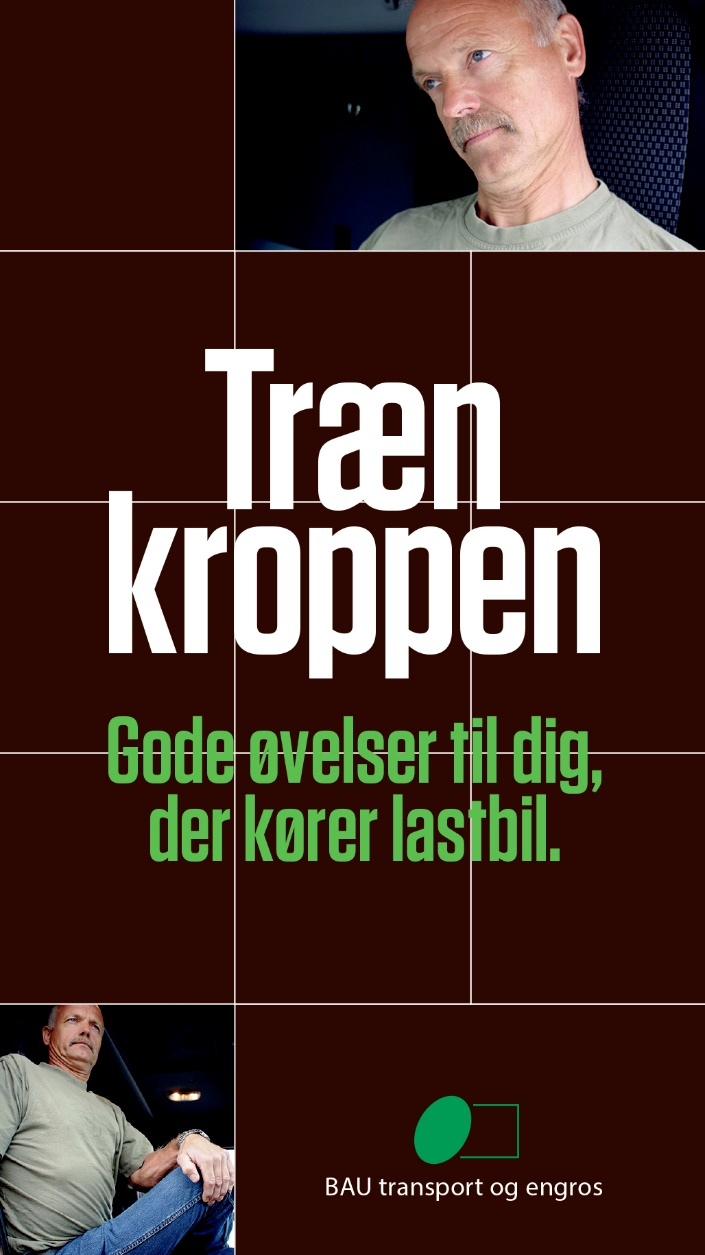 Træn
kroppen
Gode øvelser til dig,
der kører lastbil.
BAU transport og engros